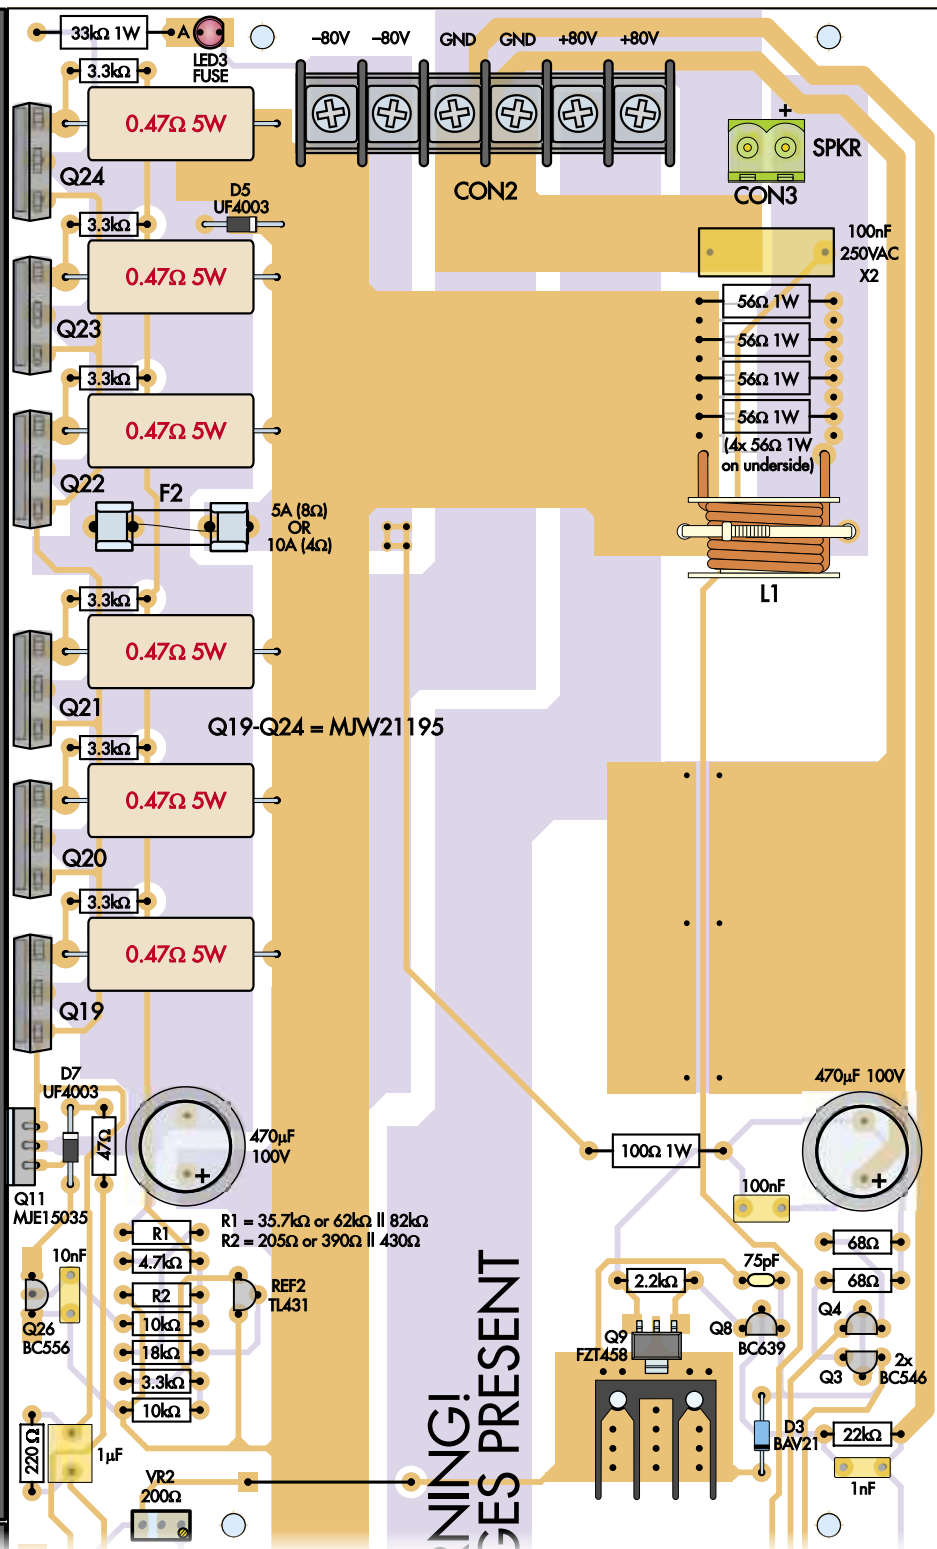 33kΩ 1W
A
LED3
FUSE
–80V
–80V
GND
GND
+80V
+80V
3.3kΩ
0.47Ω 5W
+
SPKR
Q24
D5
UF4003
CON2
CON3
3.3kΩ
100nF
250VAC
X2
0.47Ω 5W
56Ω 1W
Q23
56Ω 1W
3.3kΩ
56Ω 1W
0.47Ω 5W
56Ω 1W
(4x 56Ω 1W
on underside)
Q22
F2
5A (8Ω)
OR
10A (4Ω)
L1
3.3kΩ
0.47Ω 5W
Q21
Q19-Q24 = MJW21195
3.3kΩ
0.47Ω 5W
Q20
3.3kΩ
0.47Ω 5W
Q19
D7
UF4003
470µF 100V
47Ω
470µF
100V
+
100Ω 1W
+
Q11
MJE15035
100nF
R1 = 35.7kΩ or 62kΩ ll 82kΩ
R2 = 205Ω or 390Ω ll 430Ω
R1
68Ω
10nF
4.7kΩ
75pF
2.2kΩ
68Ω
R2
REF2
TL431
Q4
Q26
BC556
10kΩ
Q9
FZT458
Q8
BC639
18kΩ
2x
BC546
Q3
3.3kΩ
10kΩ
NING!
GES PRESENT
D3
BAV21
22kΩ
220 Ω
1µF
VR2
200Ω
1nF